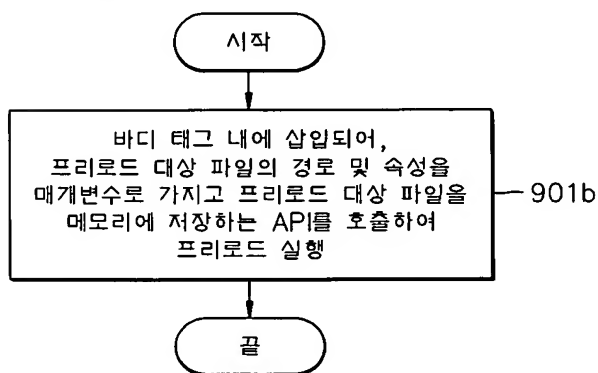 시작
바디 태그 내에 삽입되어,
프리로드 대상 파일의 경로 및 속성을
매개변수로 가지고 프리로드 대상 파일을
메모리에 저장하는 API를 호출하여
프리로드 실행
901b
끝